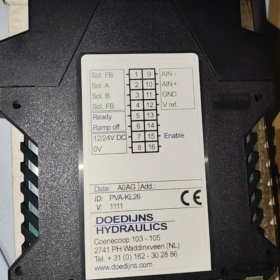 Sol. FB 1 9 AIN -
Sol. A 2 10 AIN+
Sol. B 3 11 GND
Sol. FB 4 12 V ref.
Ready 5 13
Ramp off 6 14
12/24V DC 7 15 Enable
0V 8 16
Date: A0AG Add.:
ID: PVA-KL26
V: 1111
DOEDIJNS
HYDRAULICS
Coenecoop 103 - 105
2741 PH Waddinxveen (NL)
Tel. + 31 (0) 182 - 30 28 86
www.doedijns.com
CE